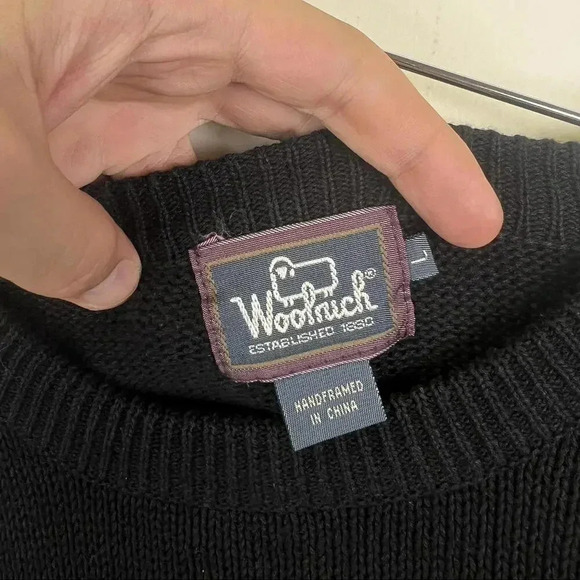 Woolrich®
ESTABLISHED 1830
L
HANDFRAMED
IN CHINA